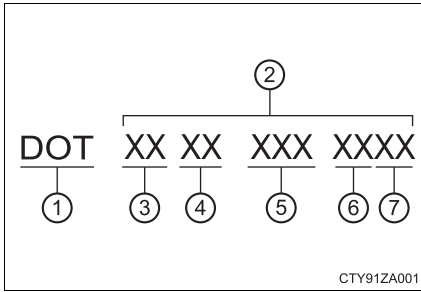 ②
DOT XX XX XXX XXXX
① ③ ④ ⑤ ⑥ ⑦
CTY91ZA001